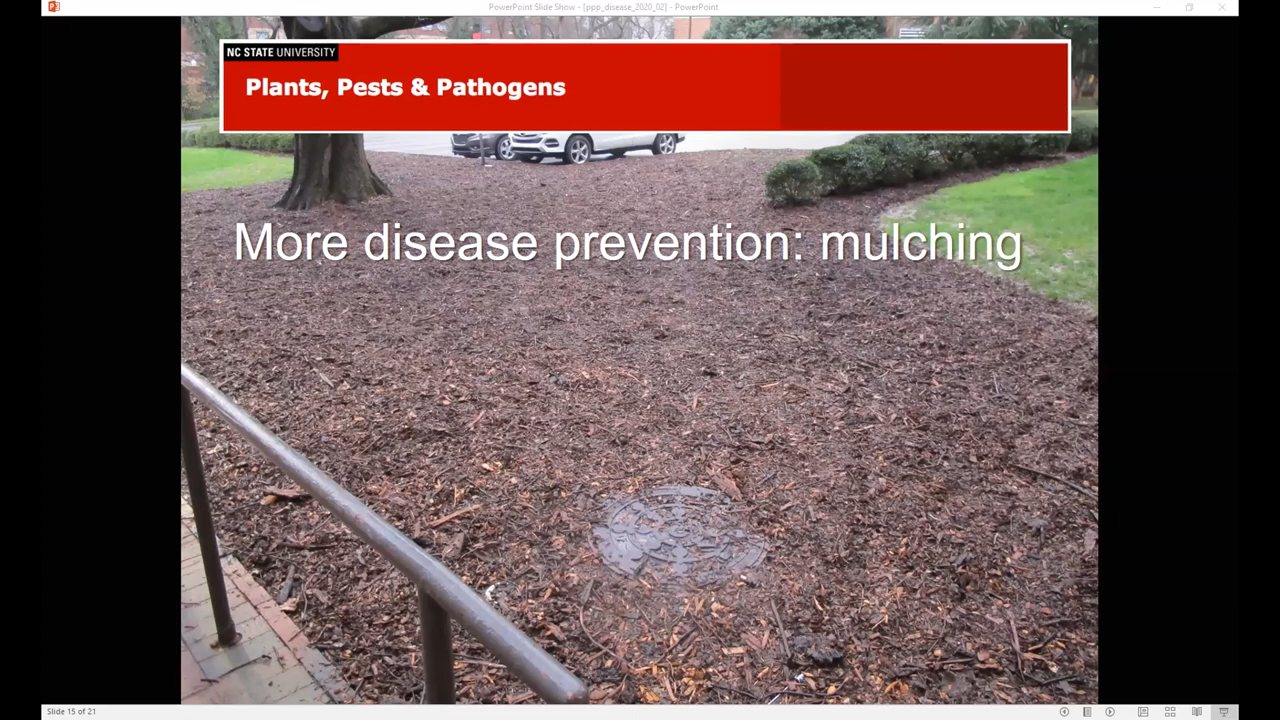 PowerPoint Slide Show - [ppp_disease_2020_02] - PowerPoint
NC STATE UNIVERSITY
Plants, Pests & Pathogens
More disease prevention: mulching
Slide 15 of 21